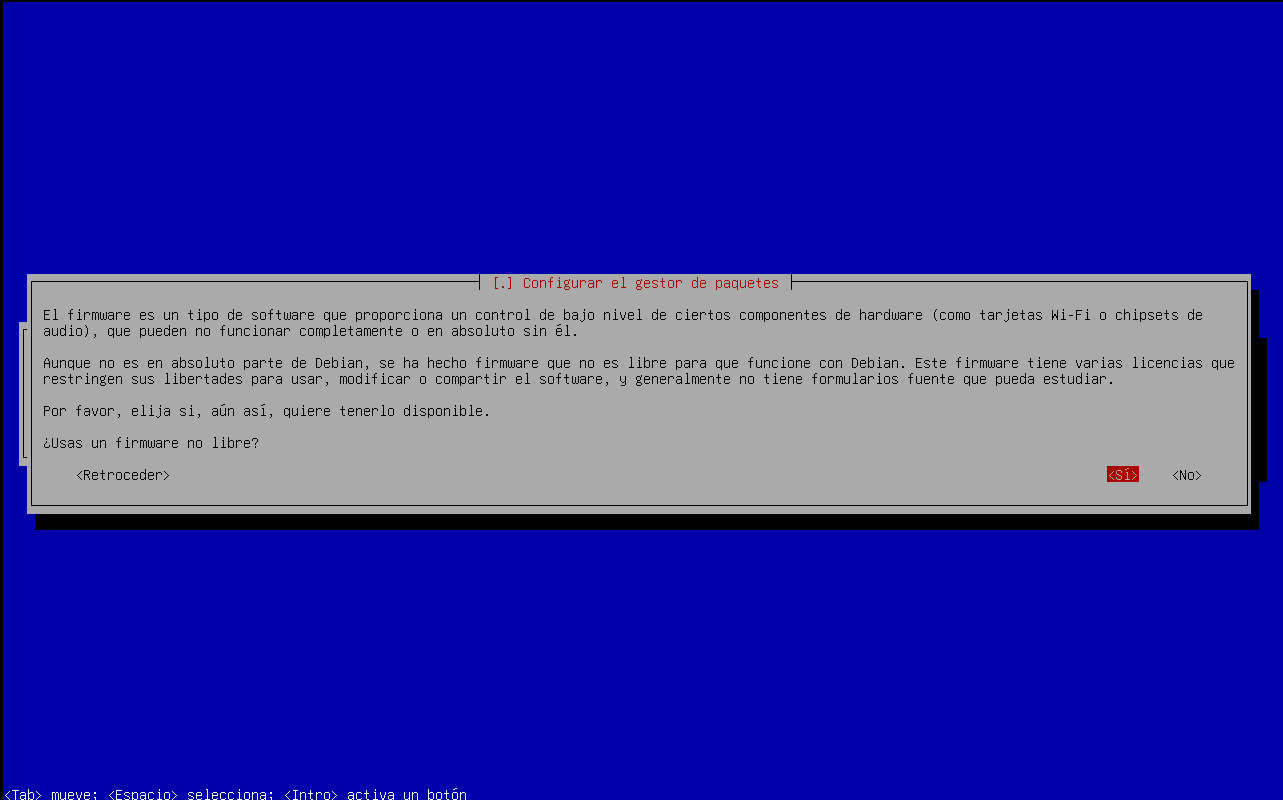 [.] Configurar el gestor de paquetes
El firmware es un tipo de software que proporciona un control de bajo nivel de ciertos componentes de hardware (como tarjetas Wi-Fi o chipsets de
audio), que pueden no funcionar completamente o en absoluto sin él.
Aunque no es en absoluto parte de Debian, se ha hecho firmware que no es libre para que funcione con Debian. Este firmware tiene varias licencias que
restringen sus libertades para usar, modificar o compartir el software, y generalmente no tiene formularios fuente que pueda estudiar.
Por favor, elija si, aún así, quiere tenerlo disponible.
¿Usas un firmware no libre?
<Retroceder> <Sí> <No>
<Tab> mueve; <Espacio> selecciona; <Intro> activa un botón